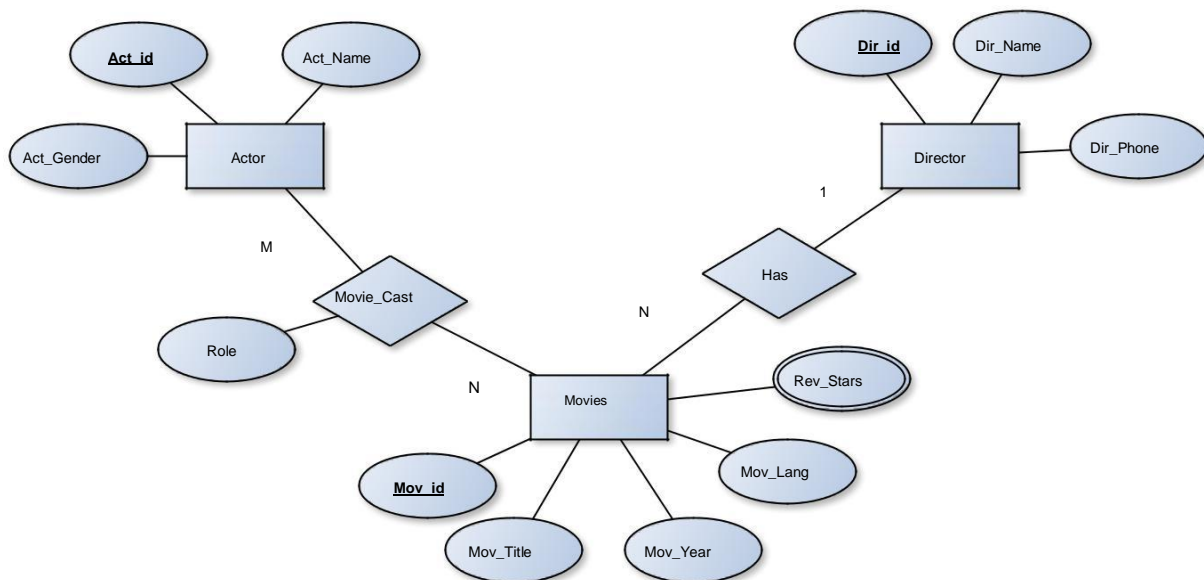 Act_id
Act_Name
Dir_id
Dir_Name
Act_Gender
Actor
Director
Dir_Phone
1
M
Has
Movie_Cast
N
Role
Rev_Stars
N
Movies
Mov_Lang
Mov_id
Mov_Title
Mov_Year